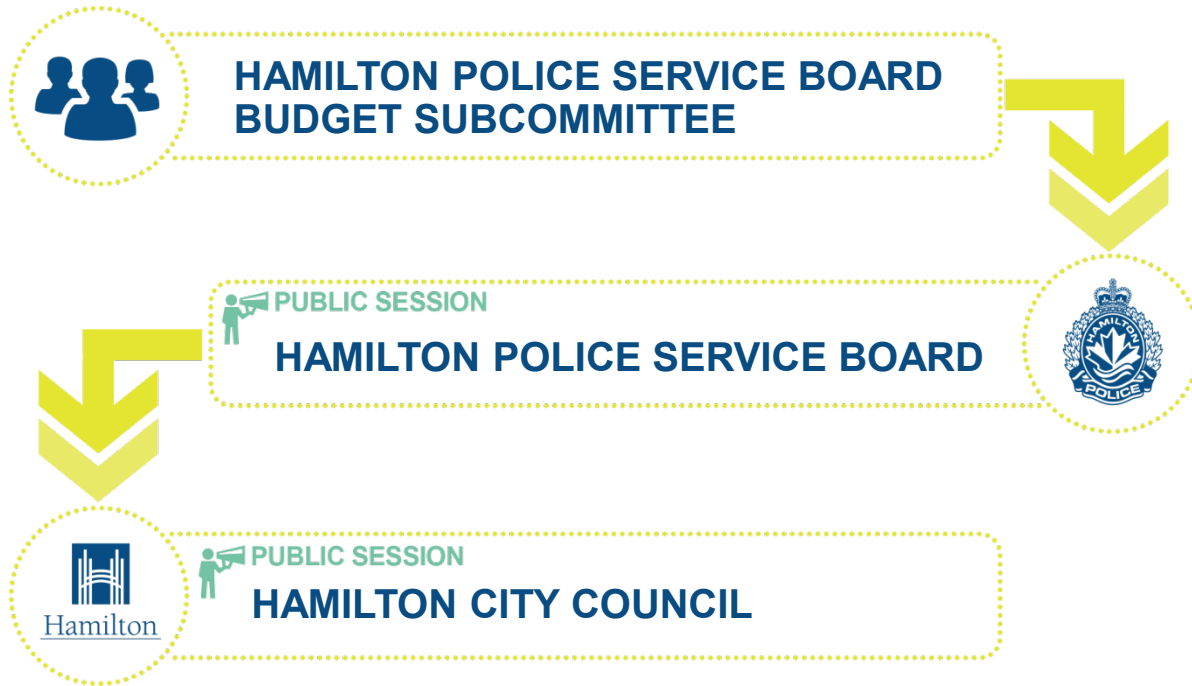 HAMILTON POLICE SERVICE BOARD
BUDGET SUBCOMMITTEE
PUBLIC SESSION
HAMILTON POLICE SERVICE BOARD
HAMILTON
POLICE
PUBLIC SESSION
Hamilton
HAMILTON CITY COUNCIL